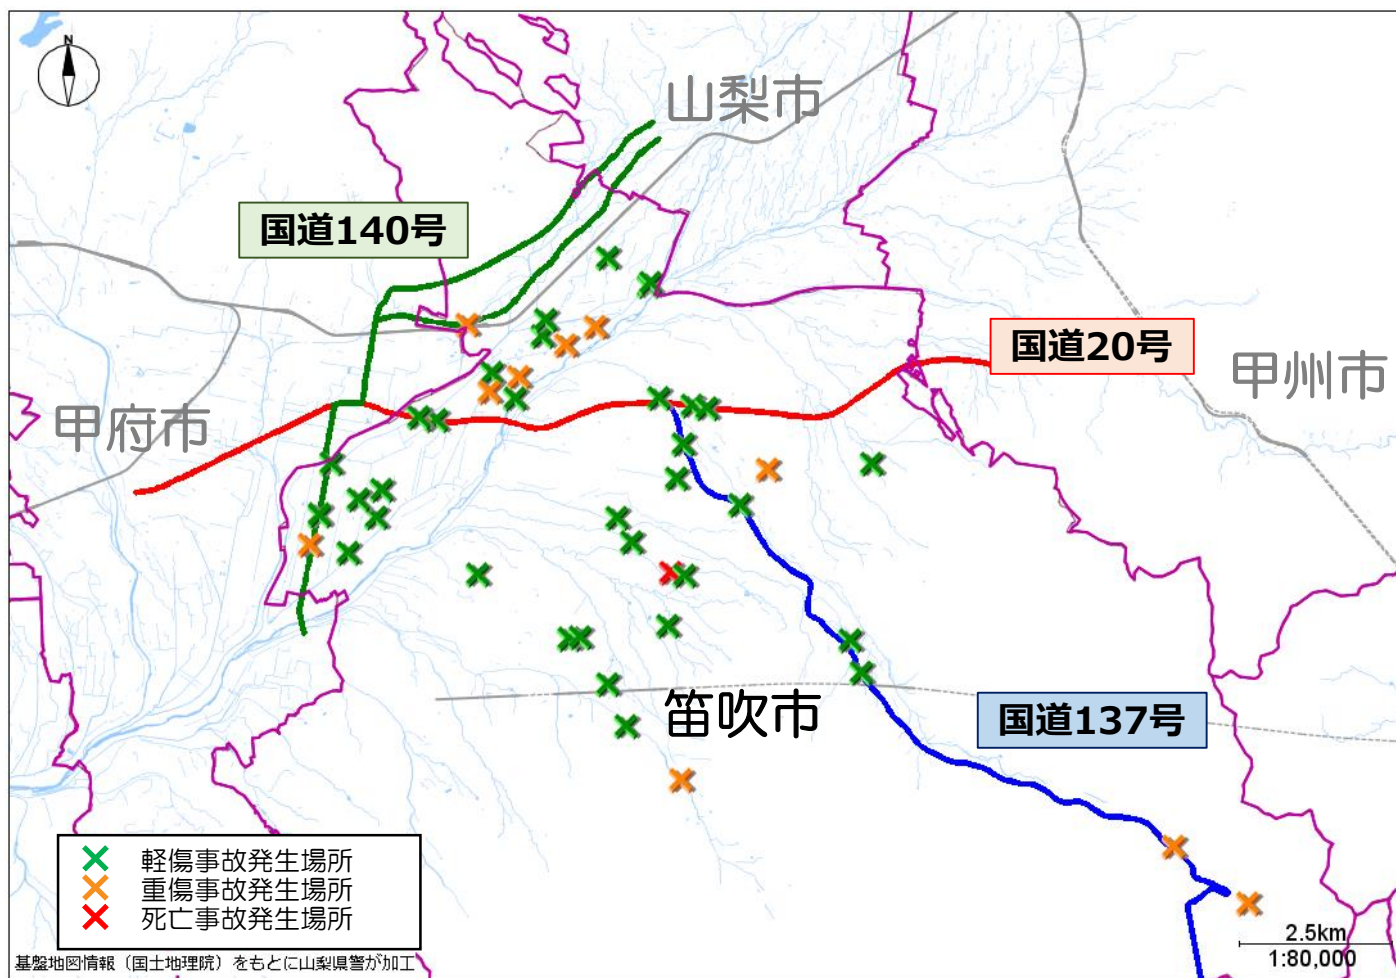 N
山梨市
国道140号
国道20号
甲州市
甲府市
笛吹市
国道137号
軽傷事故発生場所
重傷事故発生場所
死亡事故発生場所
2.5km
1:80,000
基盤地図情報（国土地理院）をもとに山梨県警が加工